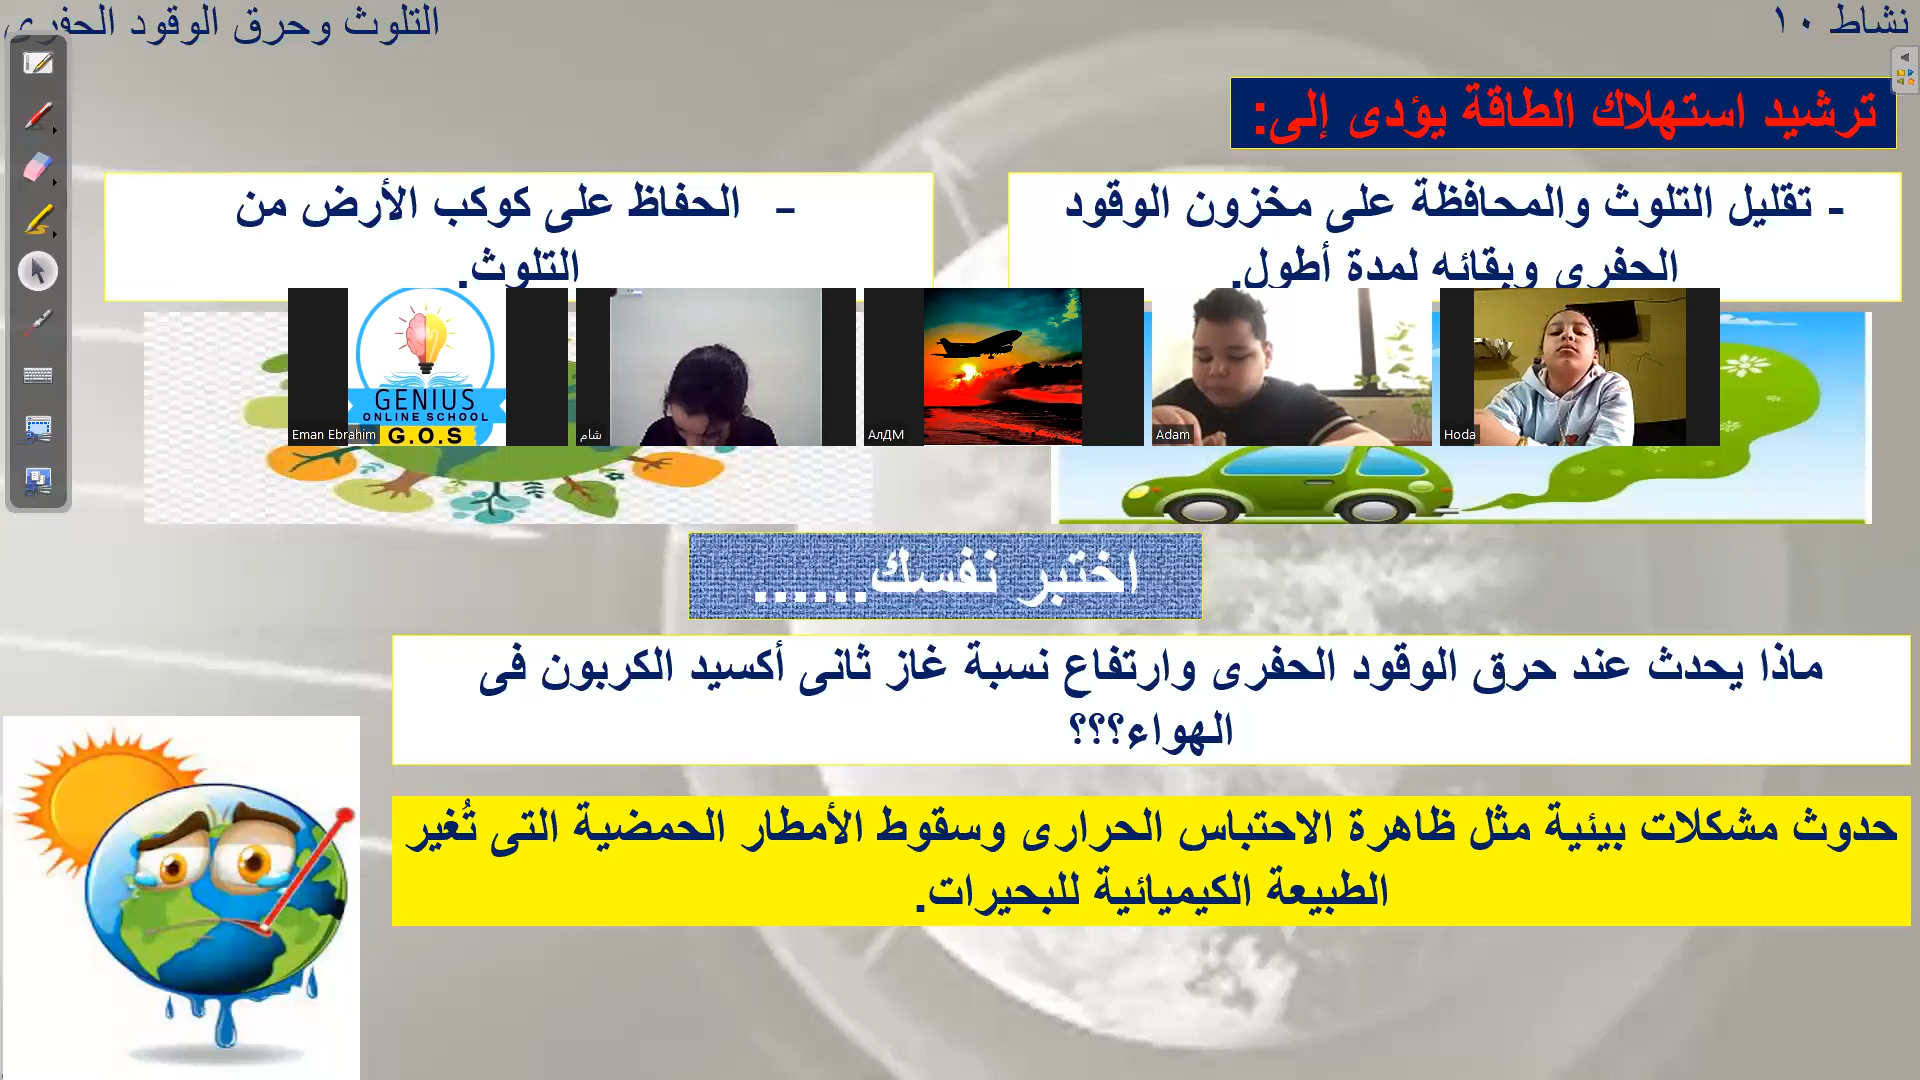 نشاط ١٠
التلوث وحرق الوقود الحفرى
ترشيد استهلاك الطاقة يؤدى إلى:
- تقليل التلوث والمحافظة على مخزون الوقود
الحفرى وبقائه لمدة أطول.
- الحفاظ على كوكب الأرض من
التلوث.
GENIUS
ONLINE SCHOOL
G.O.S
Eman Ebrahim
شام
АлДМ
Adam
Hoda
اختبر نفسك......
ماذا يحدث عند حرق الوقود الحفرى وارتفاع نسبة غاز ثانى أكسيد الكربون فى
الهواء؟؟؟
حدوث مشكلات بيئية مثل ظاهرة الاحتباس الحرارى وسقوط الأمطار الحمضية التى تُغير
الطبيعة الكيميائية للبحيرات.